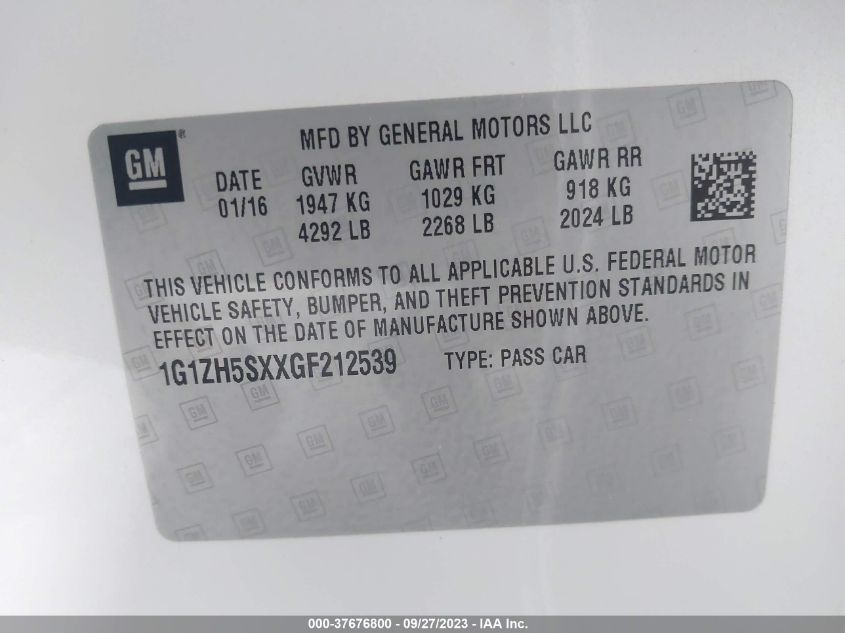 GM®
MFD BY GENERAL MOTORS LLC
DATE GVWR GAWR FRT GAWR RR
01/16 1947 KG 1029 KG 918 KG
4292 LB 2268 LB 2024 LB
THIS VEHICLE CONFORMS TO ALL APPLICABLE U.S. FEDERAL MOTOR
VEHICLE SAFETY, BUMPER, AND THEFT PREVENTION STANDARDS IN
EFFECT ON THE DATE OF MANUFACTURE SHOWN ABOVE.
1G1ZH5SXXGF212539 TYPE: PASS CAR
000-37676800 - 09/27/2023 - IAA Inc.